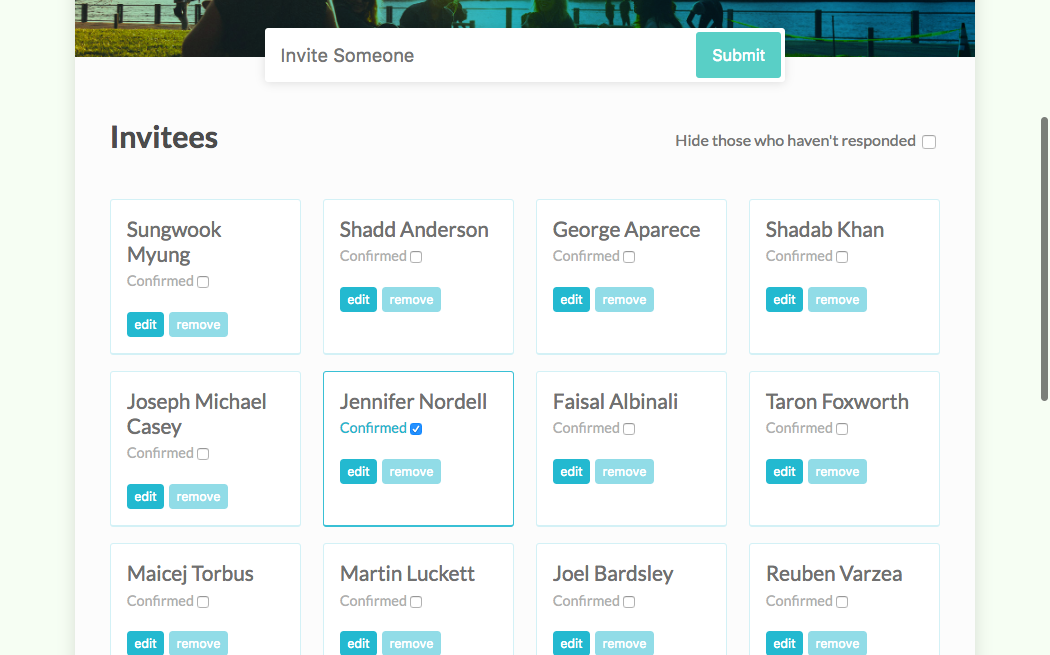 Invite Someone
Submit
Invitees
Hide those who haven't responded
Sungwook
Myung
Confirmed
edit remove
Shadd Anderson
Confirmed
edit remove
George Aparece
Confirmed
edit remove
Shadab Khan
Confirmed
edit remove
Joseph Michael
Casey
Confirmed
edit remove
Jennifer Nordell
Confirmed
edit remove
Faisal Albinali
Confirmed
edit remove
Taron Foxworth
Confirmed
edit remove
Maicej Torbus
Confirmed
edit remove
Martin Luckett
Confirmed
edit remove
Joel Bardsley
Confirmed
edit remove
Reuben Varzea
Confirmed
edit remove